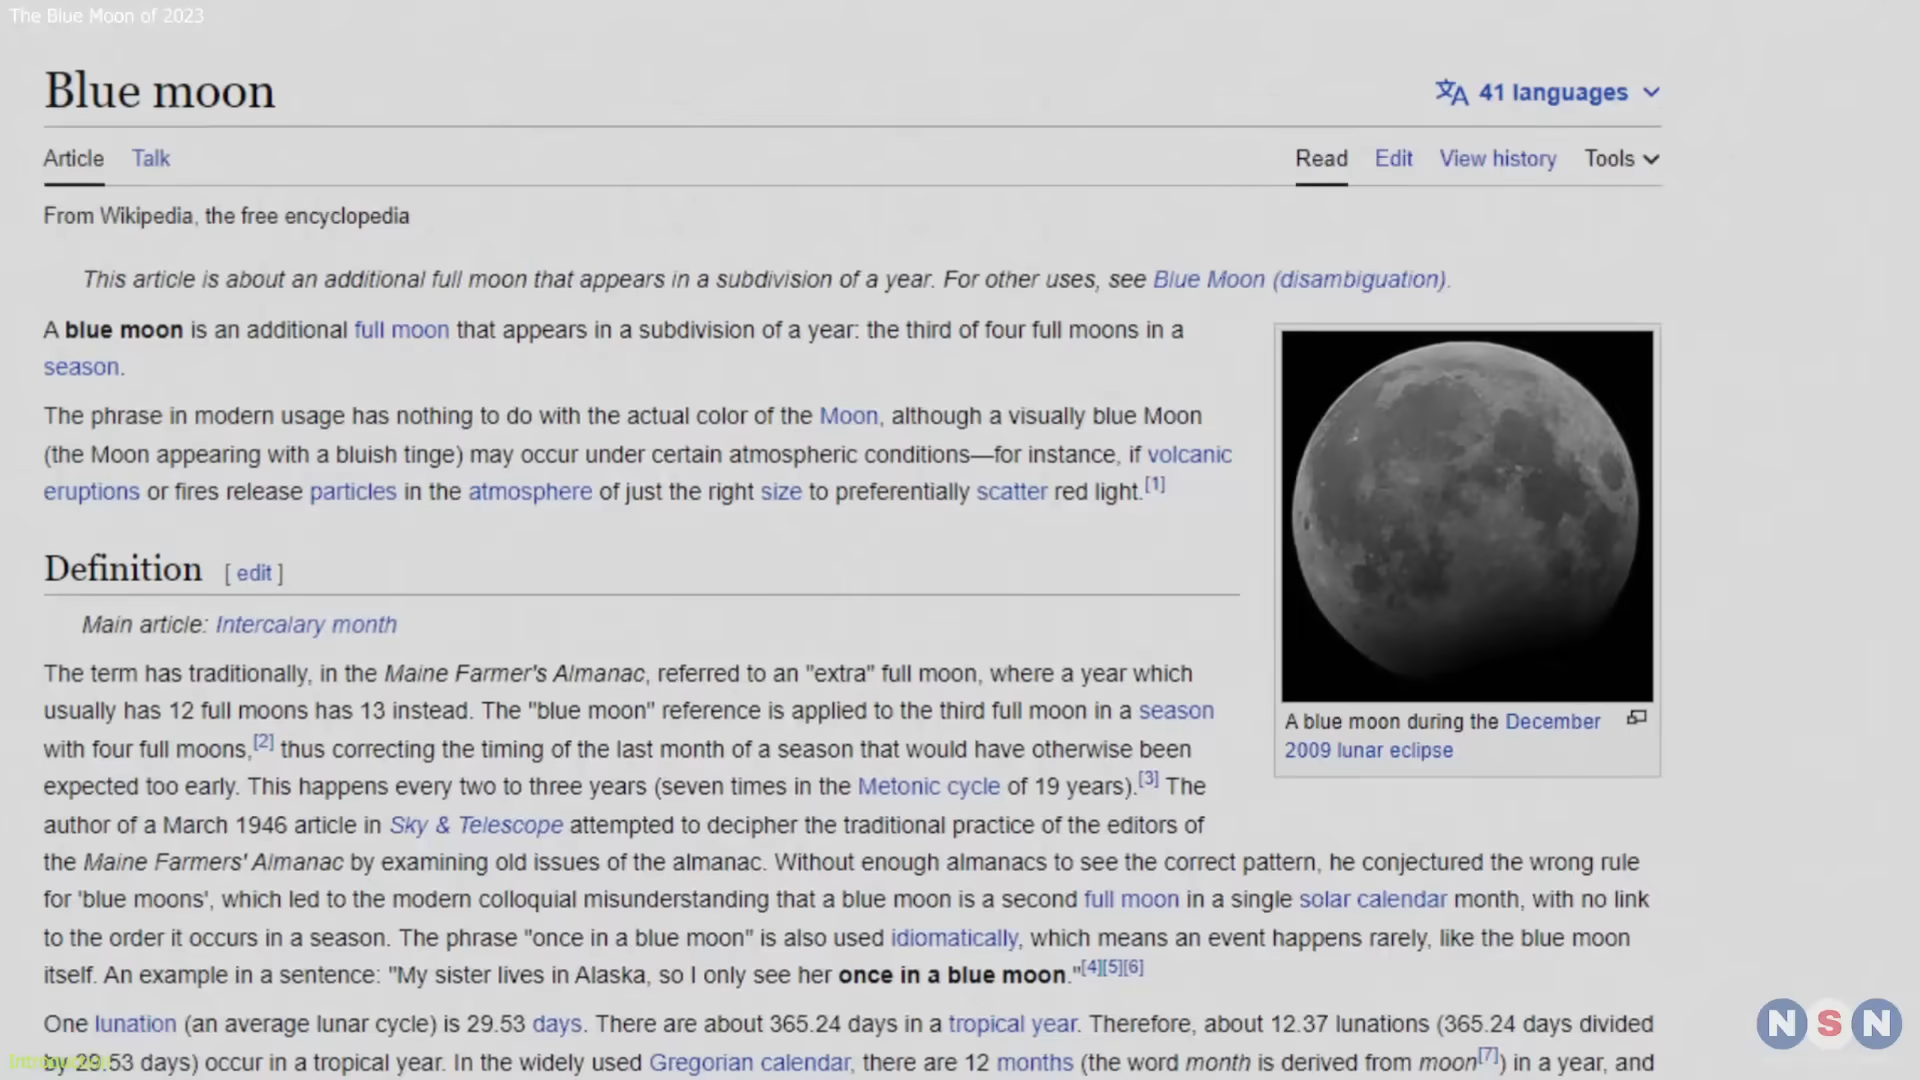 The Blue Moon of 2023
Blue moon
41 languages
Article Talk
Read Edit View history Tools
From Wikipedia, the free encyclopedia
This article is about an additional full moon that appears in a subdivision of a year. For other uses, see Blue Moon (disambiguation).
A blue moon is an additional full moon that appears in a subdivision of a year: the third of four full moons in a
season.
The phrase in modern usage has nothing to do with the actual color of the Moon, although a visually blue Moon
(the Moon appearing with a bluish tinge) may occur under certain atmospheric conditions—for instance, if volcanic
eruptions or fires release particles in the atmosphere of just the right size to preferentially scatter red light.[1]
Definition [ edit ]
Main article: Intercalary month
The term has traditionally, in the Maine Farmer's Almanac, referred to an "extra" full moon, where a year which
usually has 12 full moons has 13 instead. The "blue moon" reference is applied to the third full moon in a season
with four full moons,[2] thus correcting the timing of the last month of a season that would have otherwise been
expected too early. This happens every two to three years (seven times in the Metonic cycle of 19 years).[3] The
author of a March 1946 article in Sky & Telescope attempted to decipher the traditional practice of the editors of
the Maine Farmers' Almanac by examining old issues of the almanac. Without enough almanacs to see the correct pattern, he conjectured the wrong rule
for 'blue moons', which led to the modern colloquial misunderstanding that a blue moon is a second full moon in a single solar calendar month, with no link
to the order it occurs in a season. The phrase "once in a blue moon" is also used idiomatically, which means an event happens rarely, like the blue moon
itself. An example in a sentence: "My sister lives in Alaska, so I only see her once in a blue moon."[4][5][6]
One lunation (an average lunar cycle) is 29.53 days. There are about 365.24 days in a tropical year. Therefore, about 12.37 lunations (365.24 days divided
by 29.53 days) occur in a tropical year. In the widely used Gregorian calendar, there are 12 months (the word month is derived from moon[7]) in a year, and
A blue moon during the December
2009 lunar eclipse
NSN